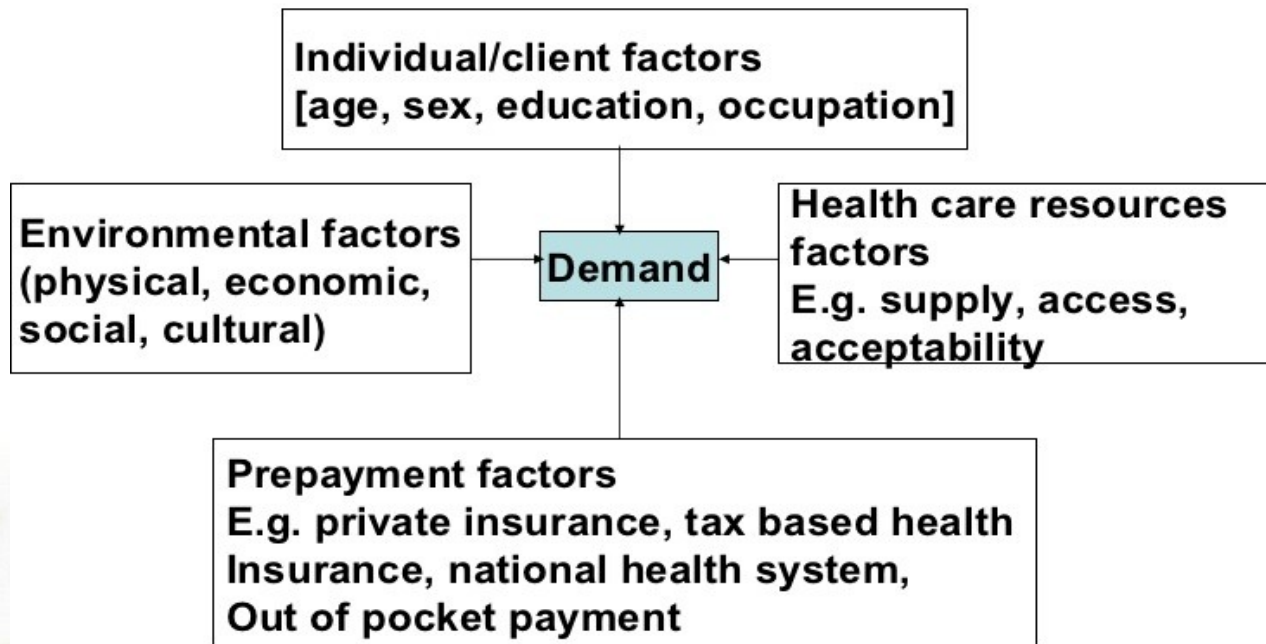 Individual/client factors
[age, sex, education, occupation]
Environmental factors
(physical, economic,
social, cultural)
Demand
Health care resources
factors
E.g. supply, access,
acceptability
Prepayment factors
E.g. private insurance, tax based health
Insurance, national health system,
Out of pocket payment